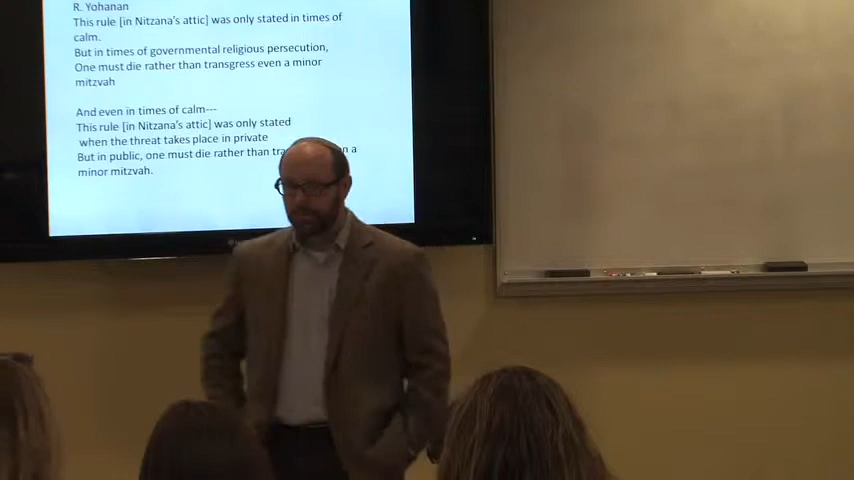 R. Yohanan
This rule [in Nitzana's attic] was only stated in times of
calm.
But in times of governmental religious persecution,
One must die rather than transgress even a minor
mitzvah
And even in times of calm---
This rule [in Nitzana's attic] was only stated
when the threat takes place in private
But in public, one must die rather than a
minor mitzvah.